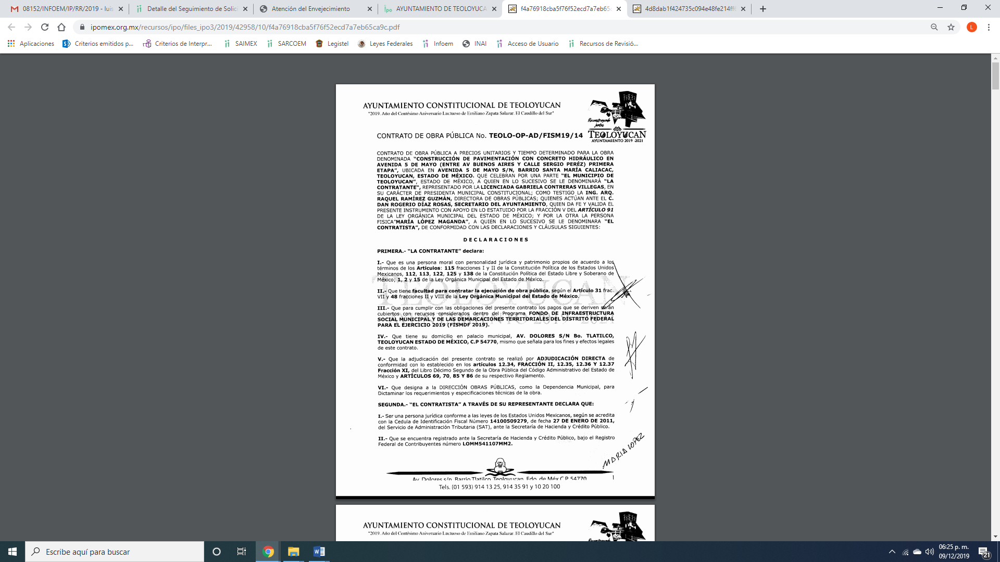 08152/INFOEM/IP/RR/2019 - luis
Detalle del Seguimiento de Solici
Atención del Envejecimiento
AYUNTAMIENTO DE TEOLOYUCA
f4a76918cba5f76f52ecd7a7eb65c
4d8dab1f424735c094e48fe214ff
ipomex.org.mx/recursos/ipo/files_ipo3/2019/42958/10/f4a76918cba5f76f52ecd7a7eb65ca9c.pdf
L
Aplicaciones
Criterios emitidos p...
Criterios de Interpr...
SAIMEX
SARCOEM
Legistel
Leyes Federales
Infoem
INAI
Acceso de Usuario
Recursos de Revisió...
AYUNTAMIENTO CONSTITUCIONAL DE TEOLOYUCAN
"2019. Año del Centésimo Aniversario Luctuoso de Emiliano Zapata Salazar. El Caudillo del Sur"
Reconstruyendo
juntos
TEOLOYUCAN
AYUNTAMIENTO 2019 -2021
CONTRATO DE OBRA PÚBLICA No. TEOLO-OP-AD/FISM19/14
CONTRATO DE OBRA PÚBLICA A PRECIOS UNITARIOS Y TIEMPO DETERMINADO PARA LA OBRA
DENOMINADA "CONSTRUCCIÓN DE PAVIMENTACIÓN CON CONCRETO HIDRÁULICO EN
AVENIDA 5 DE MAYO (ENTRE AV BUENOS AIRES Y CALLE SERGIO PERÉZ) PRIMERA
ETAPA", UBICADA EN AVENIDA 5 DE MAYO S/N, BARRIO SANTA MARÍA CALIACAC,
TEOLOYUCAN, ESTADO DE MÉXICO. QUE CELEBRAN POR UNA PARTE "EL MUNICIPIO DE
TEOLOYUCAN", ESTADO DE MÉXICO, A QUIEN EN LO SUCESIVO SE LE DENOMINARÁ "LA
CONTRATANTE", REPRESENTADO POR LA LICENCIADA GABRIELA CONTRERAS VILLEGAS, EN
SU CARÁCTER DE PRESIDENTA MUNICIPAL CONSTITUCIONAL; COMO TESTIGO LA ING. ARQ.
RAQUEL RAMÍREZ GUZMÁN, DIRECTORA DE OBRAS PÚBLICAS; QUIENES ACTÚAN ANTE EL C.
DAN ROGERIO DÍAZ ROSAS, SECRETARIO DEL AYUNTAMIENTO, QUIEN DA FE Y VALIDA EL
PRESENTE INSTRUMENTO CON APOYO EN LO ESTATUIDO POR LA FRACCIÓN V DEL ARTÍCULO 91
DE LA LEY ORGÁNICA MUNICIPAL DEL ESTADO DE MÉXICO; Y POR LA OTRA LA PERSONA
FISICA"MARÍA LÓPEZ MAGANDA", A QUIEN EN LO SUCESIVO SE LE DENOMINARA "EL
CONTRATISTA", DE CONFORMIDAD CON LAS DECLARACIONES Y CLÁUSULAS SIGUIENTES:
D E C L A R A C I O N E S
PRIMERA.- "LA CONTRATANTE" declara:
I.- Que es una persona moral con personalidad jurídica y patrimonio propios de acuerdo a los
términos de los Artículos: 115 fracciones I y II de la Constitución Política de los Estados Unidos
Mexicanos, 112, 113, 122, 125 y 138 de la Constitución Política del Estado Libre y Soberano de
México; 1, 2 y 15 de la Ley Orgánica Municipal del Estado de México.
TEOLOYUCAN
II.- Que tiene facultad para contratar la ejecución de obra pública, según el Artículo 31 frac.
VII y 48 fracciones II y VIII de la Ley Orgánica Municipal del Estado de México.
III.- Que para cumplir con las obligaciones del presente contrato los pagos que se deriven serán
cubiertos con recursos considerados dentro del Programa FONDO DE INFRAESTRUCTURA
SOCIAL MUNICIPAL Y DE LAS DEMARCACIONES TERRITORIALES DEL DISTRITO FEDERAL
PARA EL EJERCICIO 2019 (FISMDF 2019).
IV.- Que tiene su domicilio en palacio municipal, AV. DOLORES S/N Bo. TLATILCO,
TEOLOYUCAN ESTADO DE MÉXICO, C.P 54770, mismo que señala para los fines y efectos legales
de este contrato.
V.- Que la adjudicación del presente contrato se realizó por ADJUDICACIÓN DIRECTA de
conformidad con lo establecido en los artículos 12.34, FRACCIÓN II, 12.35, 12.36 Y 12.37
Fracción XI, del Libro Décimo Segundo de la Obra Pública del Código Administrativo del Estado de
México y ARTÍCULOS 69, 70, 85 Y 86 de su respectivo Reglamento.
VI.- Que designa a la DIRECCIÓN OBRAS PÚBLICAS, como la Dependencia Municipal, para
Dictaminar los requerimientos y especificaciones técnicas de la obra.
SEGUNDA.- "EL CONTRATISTA" A TRAVÉS DE SU REPRESENTANTE DECLARA QUE:
I.- Ser una persona jurídica conforme a las leyes de los Estados Unidos Mexicanos, según se acredita
con la Cedula de Identificación Fiscal Número 14100509279, de fecha 27 DE ENERO DE 2011,
del Servicio de Administración Tributaria (SAT), ante la Secretaría de Hacienda y Crédito Público.
II.- Que se encuentra registrado ante la Secretaría de Hacienda y Crédito Público, bajo el Registro
Federal de Contribuyentes número LOMM541107MM2.
MARIA LOPEZ
Av. Dolores s/n, Barrio Tlatilco, Teoloyucan, Edo. de Méx C.P. 54770
1
Tels. (01 593) 914 13 25, 914 35 91 y 10 20 100
AYUNTAMIENTO CONSTITUCIONAL DE TEOLOYUCAN
"2019. Año del Centésimo Aniversario Luctuoso de Emiliano Zapata Salazar. El Caudillo del Sur"
Escribe aquí para buscar
06:25 p. m.
09/12/2019
21